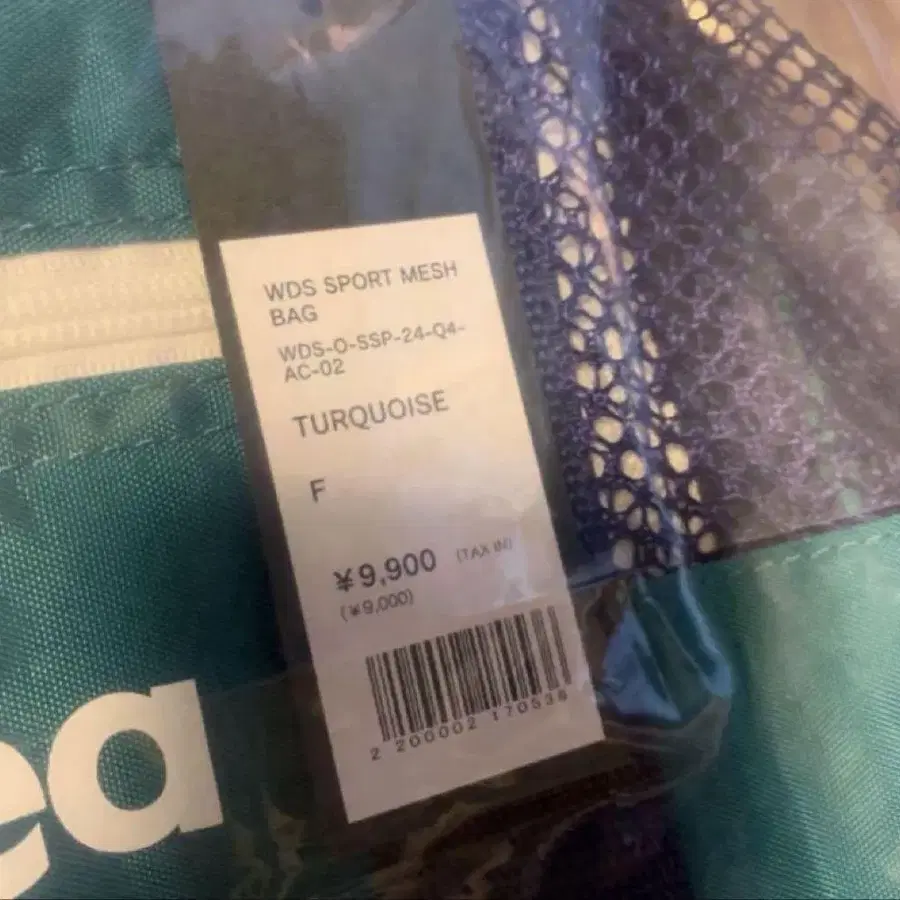 WDS SPORT MESH
BAG
WDS-O-SSP-24-Q4-
AC-02
TURQUOISE
F
¥9,900 (TAX IN)
(¥9,000)
2 200002 170538
ea